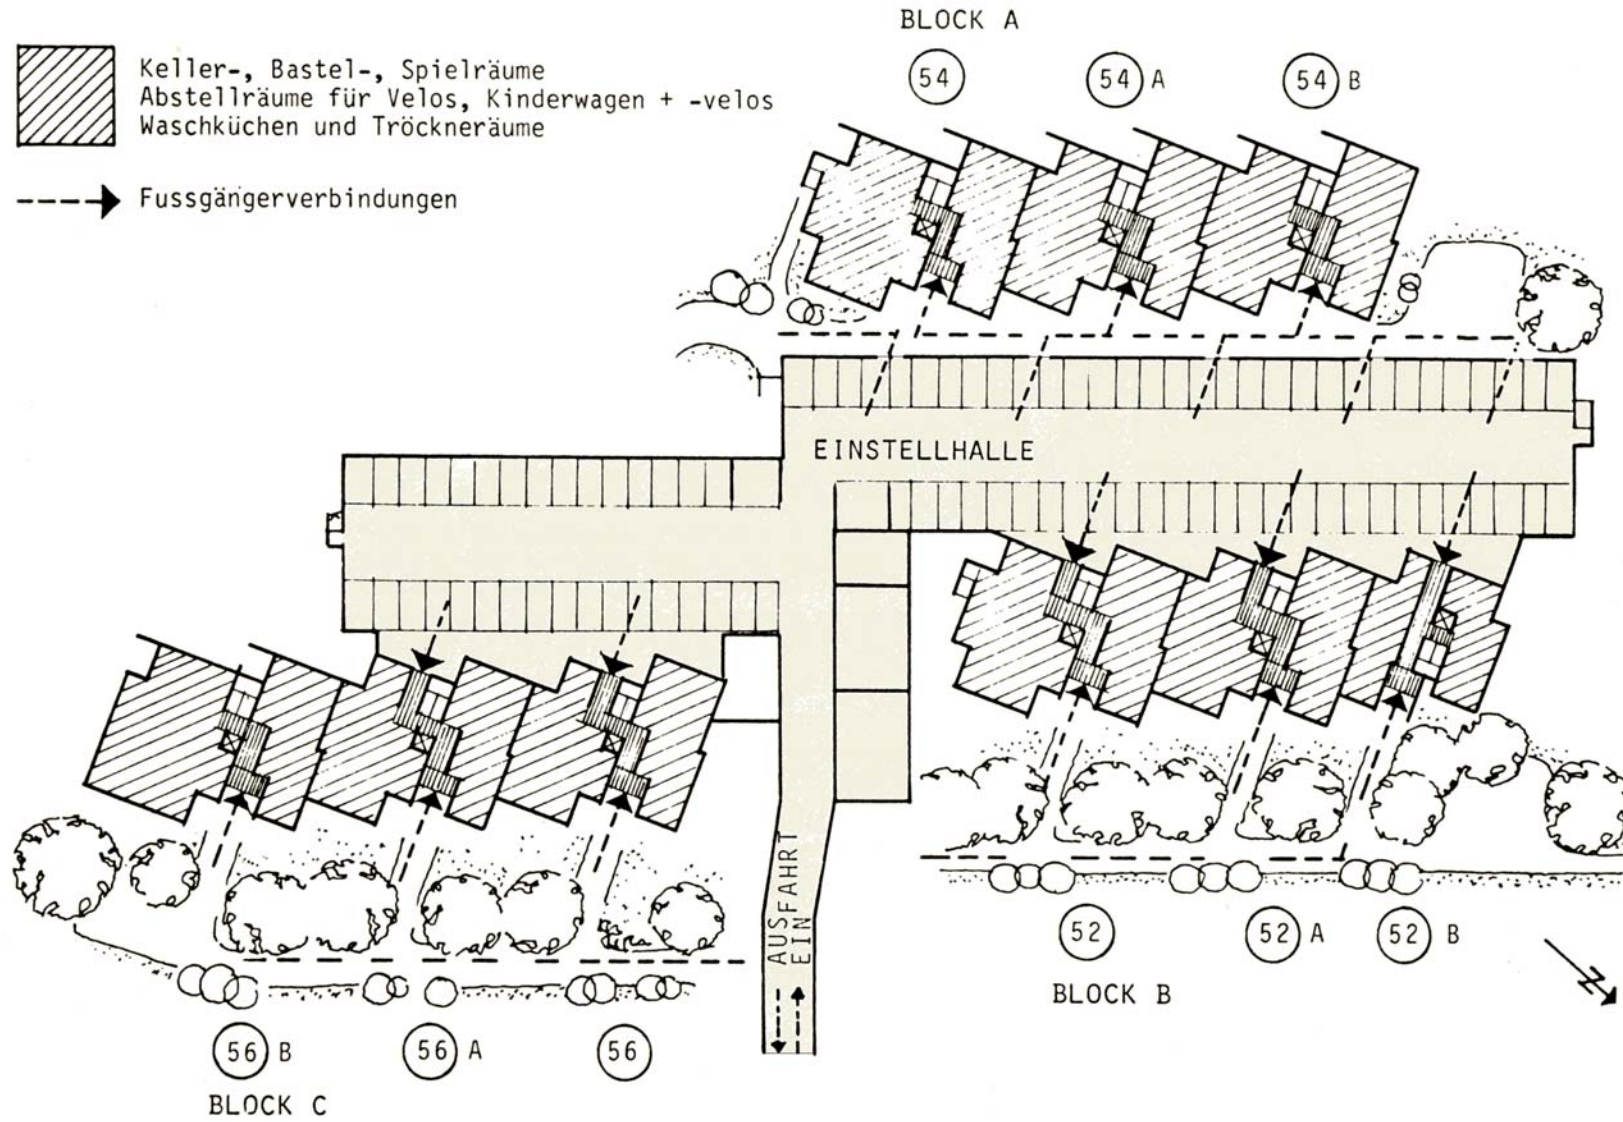 BLOCK A
54
54 A
54 B
Keller-, Bastel-, Spielräume
Abstellräume für Velos, Kinderwagen + -velos
Waschküchen und Tröckneräume
Fussgängerverbindungen
EINSTELLHALLE
AUSFAHRT
EIN
52
52 A
52 B
BLOCK B
N
56 B
56 A
56
BLOCK C